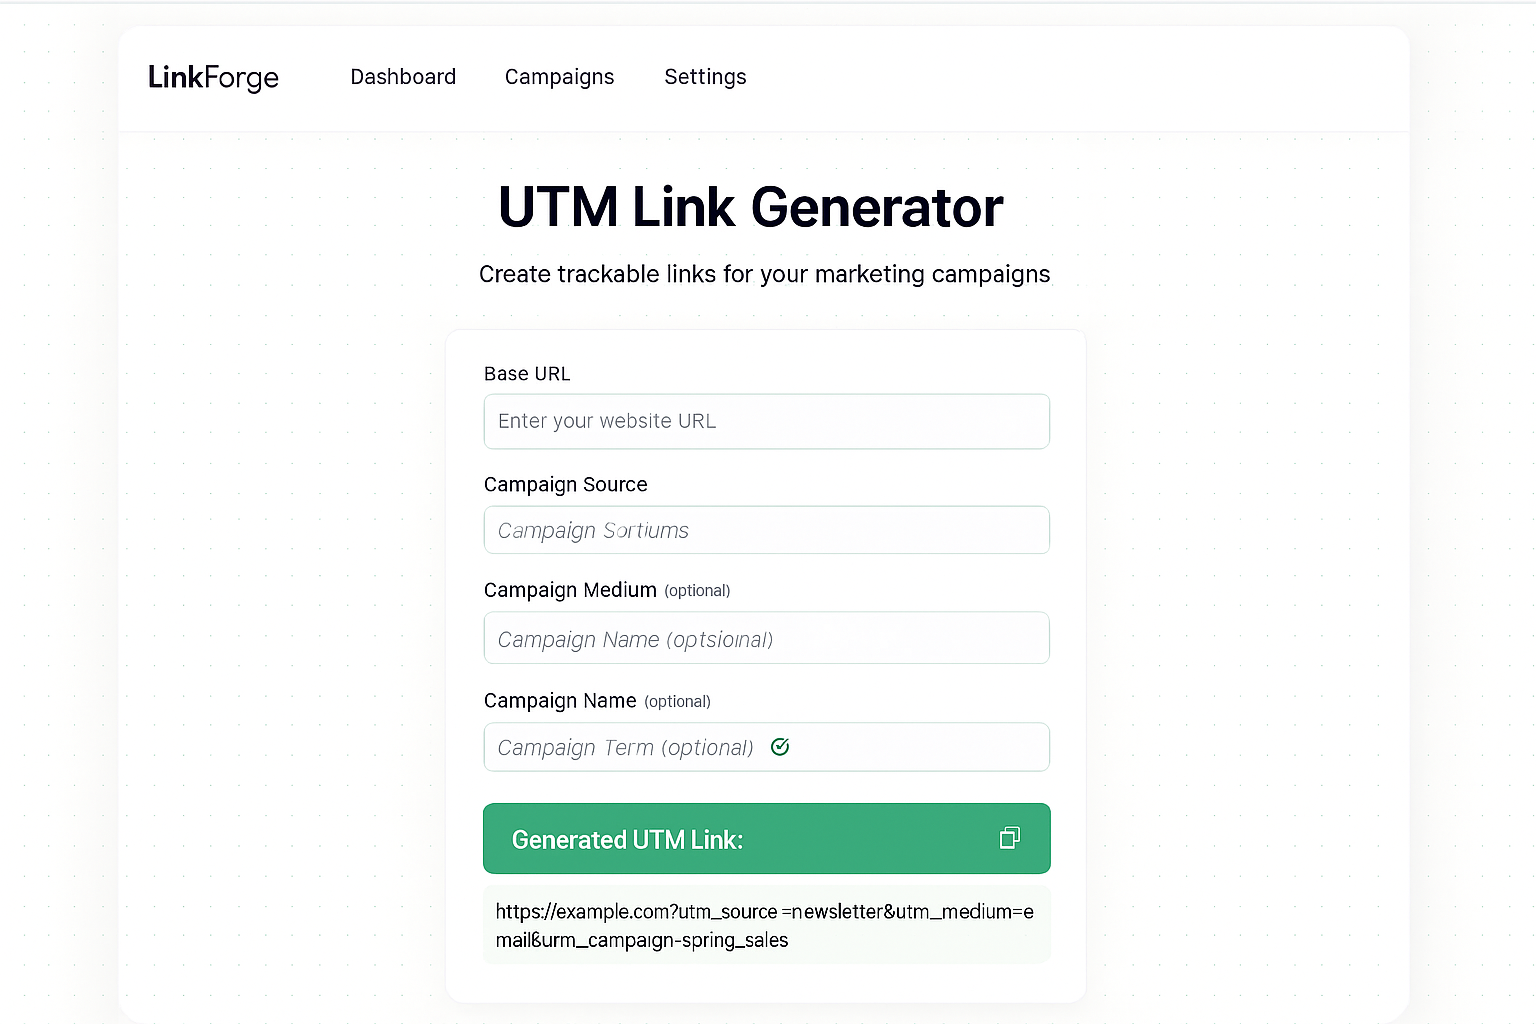 LinkForge
Dashboard
Campaigns
Settings
UTM Link Generator
Create trackable links for your marketing campaigns
Base URL
Enter your website URL
Campaign Source
Campaign Sortiums
Campaign Medium (optional)
Campaign Name (optsioinal)
Campaign Name (optional)
Campaign Term (optional)
Generated UTM Link:
https://example.com?utm_source=newsletter&utm_medium=e
mail&urm_campaign-spring_sales